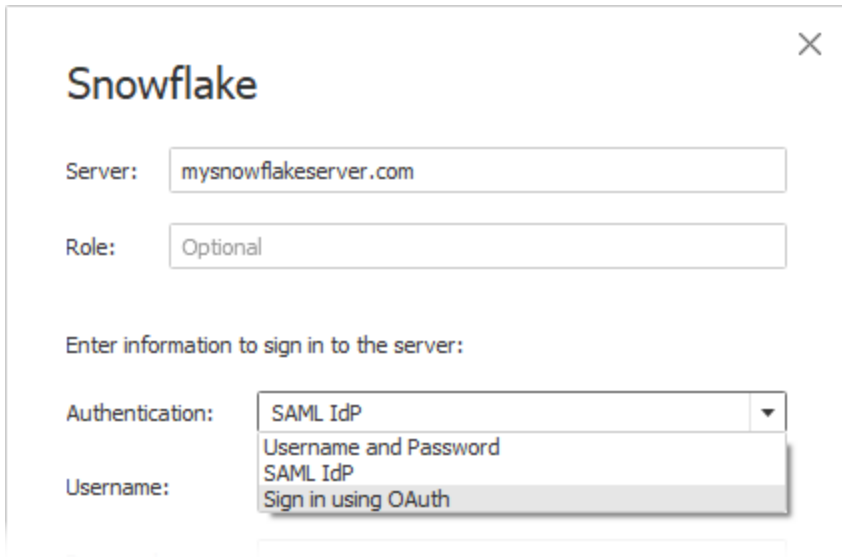 Snowflake
Server: mysnowflakeserver.com
Role: Optional
Enter information to sign in to the server:
Authentication: SAML IdP
Username and Password
SAML IdP
Username:
Sign in using OAuth